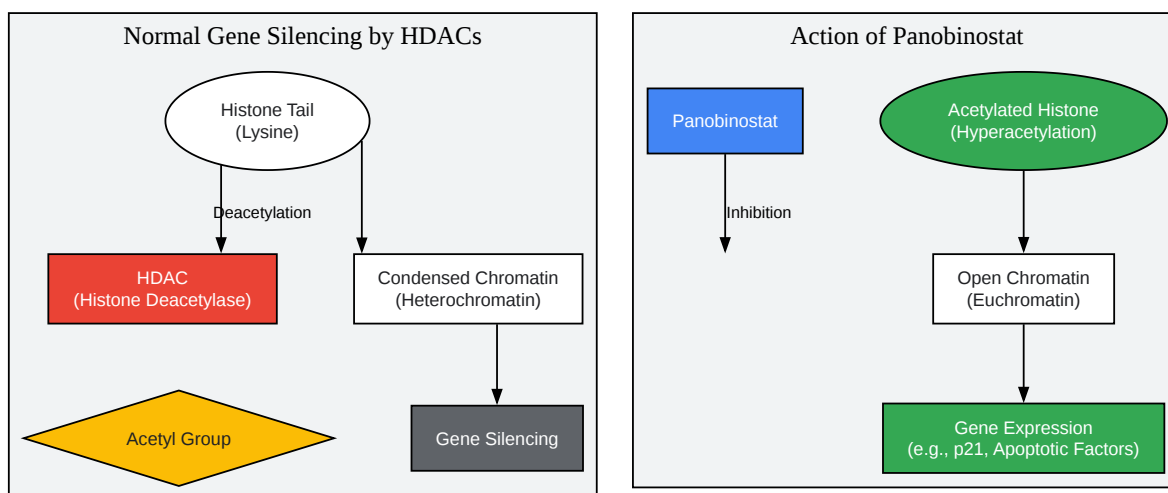 Normal Gene Silencing by HDACs
Histone Tail
(Lysine)
Deacetylation
HDAC
(Histone Deacetylase)
Condensed Chromatin
(Heterochromatin)
Acetyl Group
Gene Silencing
Action of Panobinostat
Panobinostat
Acetylated Histone
(Hyperacetylation)
Inhibition
Open Chromatin
(Euchromatin)
Gene Expression
(e.g., p21, Apoptotic Factors)